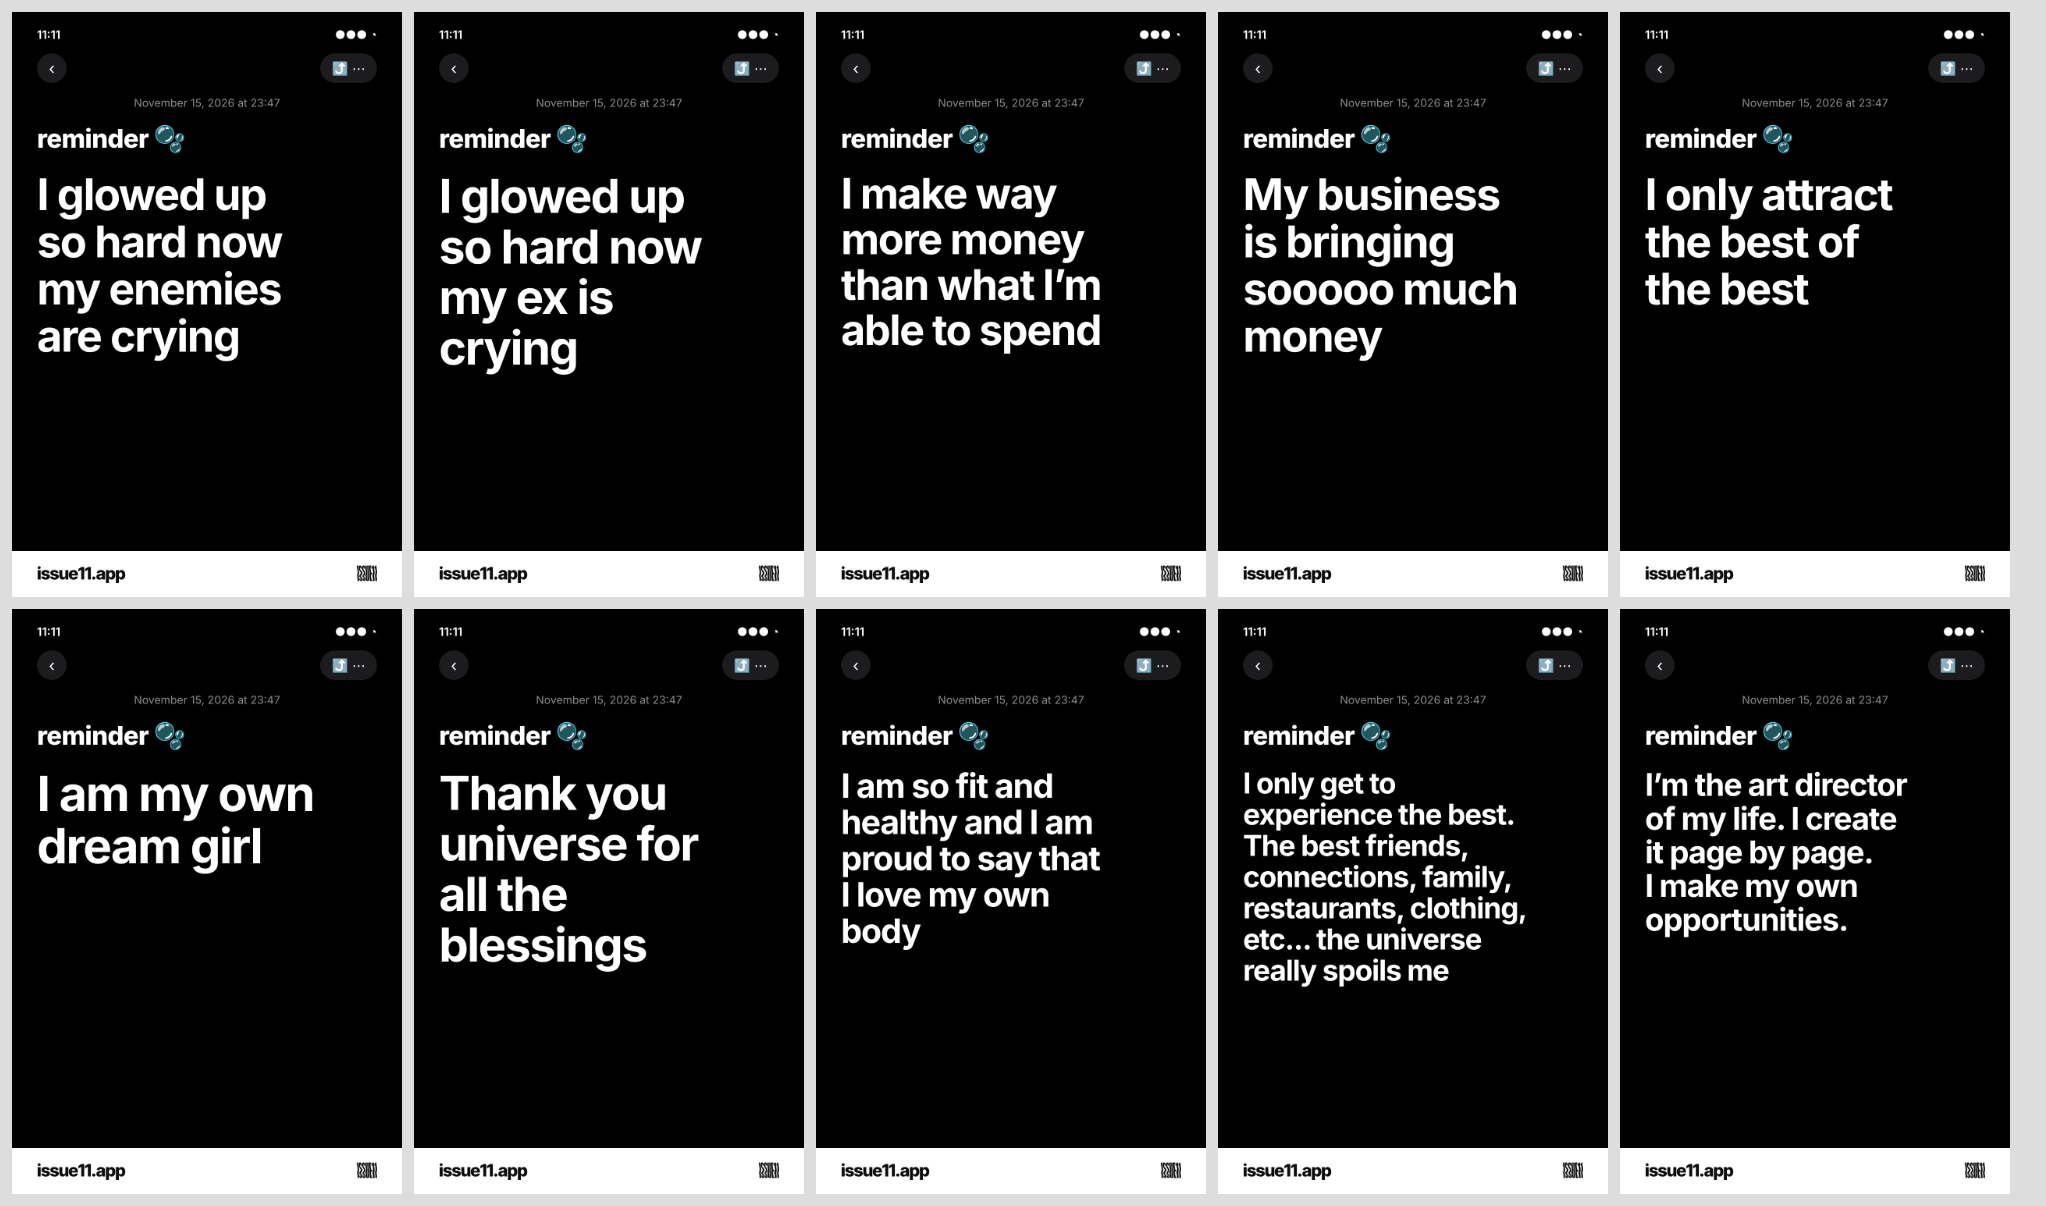 11:11
November 15, 2026 at 23:47
reminder
I glowed up
so hard now
my enemies
are crying
issue11.app
11:11
November 15, 2026 at 23:47
reminder
I glowed up
so hard now
my ex is
crying
issue11.app
11:11
November 15, 2026 at 23:47
reminder
I make way
more money
than what I’m
able to spend
issue11.app
11:11
November 15, 2026 at 23:47
reminder
My business
is bringing
sooooo much
money
issue11.app
11:11
November 15, 2026 at 23:47
reminder
I only attract
the best of
the best
issue11.app
11:11
November 15, 2026 at 23:47
reminder
I am my own
dream girl
issue11.app
11:11
November 15, 2026 at 23:47
reminder
Thank you
universe for
all the
blessings
issue11.app
11:11
November 15, 2026 at 23:47
reminder
I am so fit and
healthy and I am
proud to say that
I love my own
body
issue11.app
11:11
November 15, 2026 at 23:47
reminder
I only get to
experience the best.
The best friends,
connections, family,
restaurants, clothing,
etc... the universe
really spoils me
issue11.app
11:11
November 15, 2026 at 23:47
reminder
I’m the art director
of my life. I create
it page by page.
I make my own
opportunities.
issue11.app